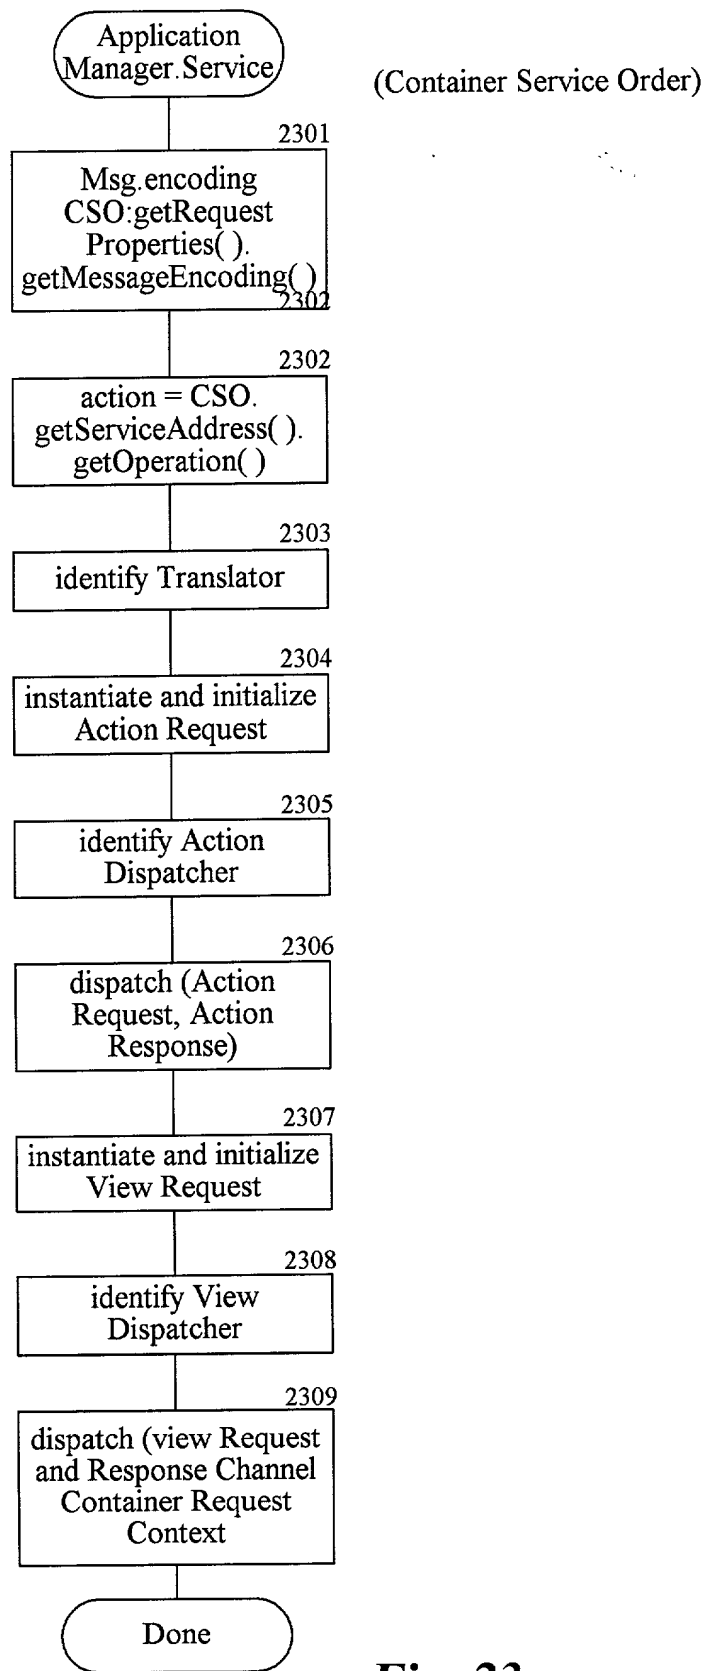 Application
Manager.Service
(Container Service Order)
2301
Msg.encoding
CSO:getRequest
Properties( ).
getMessageEncoding( )
2302
2302
action = CSO.
getServiceAddress( ).
getOperation( )
2303
identify Translator
2304
instantiate and initialize
Action Request
2305
identify Action
Dispatcher
2306
dispatch (Action
Request, Action
Response)
2307
instantiate and initialize
View Request
2308
identify View
Dispatcher
2309
dispatch (view Request
and Response Channel
Container Request
Context
Done
Fig. 23